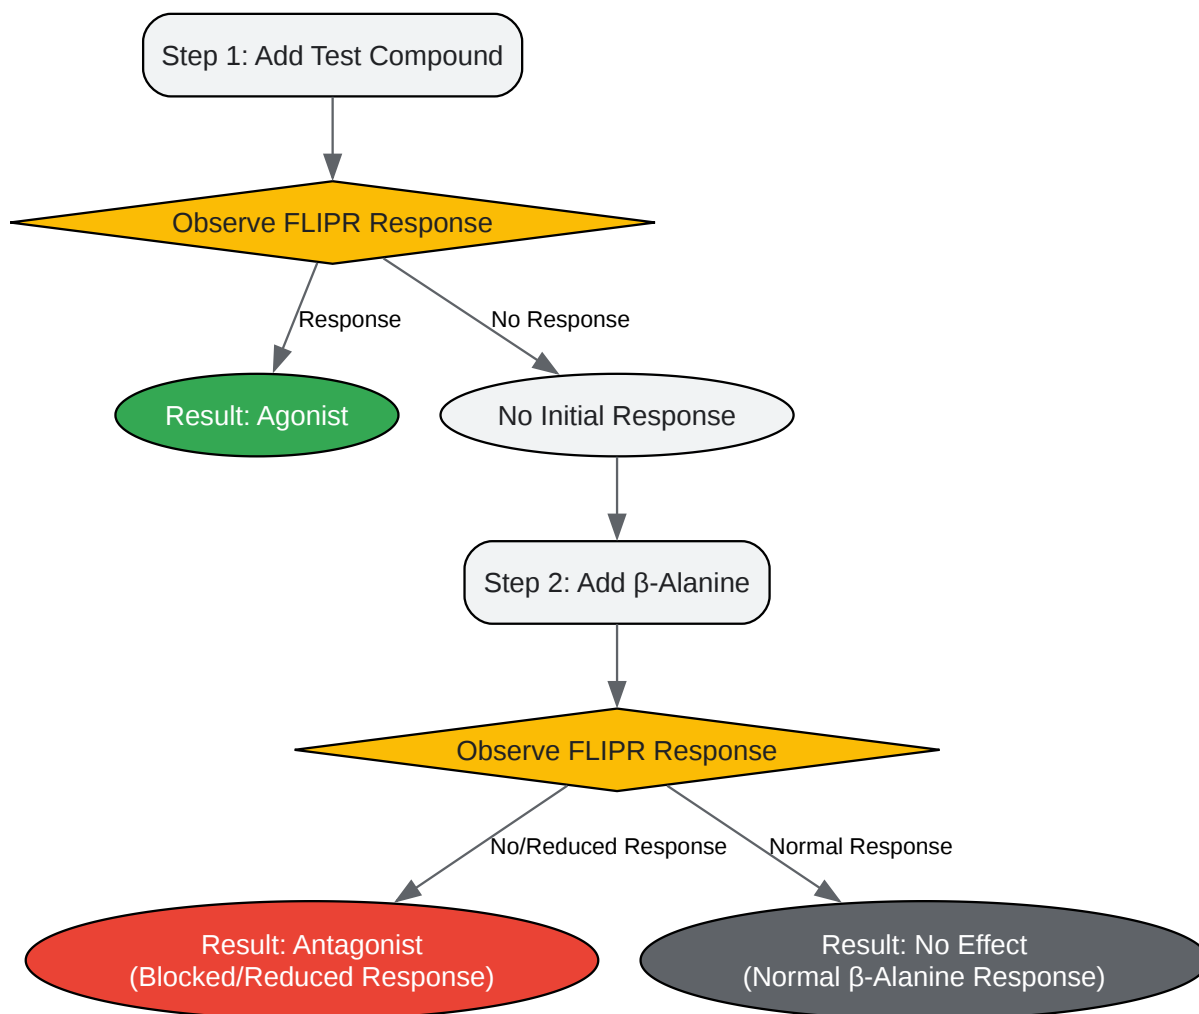 Step 1: Add Test Compound
Observe FLIPR Response
Response
No Response
Result: Agonist
No Initial Response
Step 2: Add β-Alanine
Observe FLIPR Response
No/Reduced Response
Normal Response
Result: Antagonist
(Blocked/Reduced Response)
Result: No Effect
(Normal β-Alanine Response)